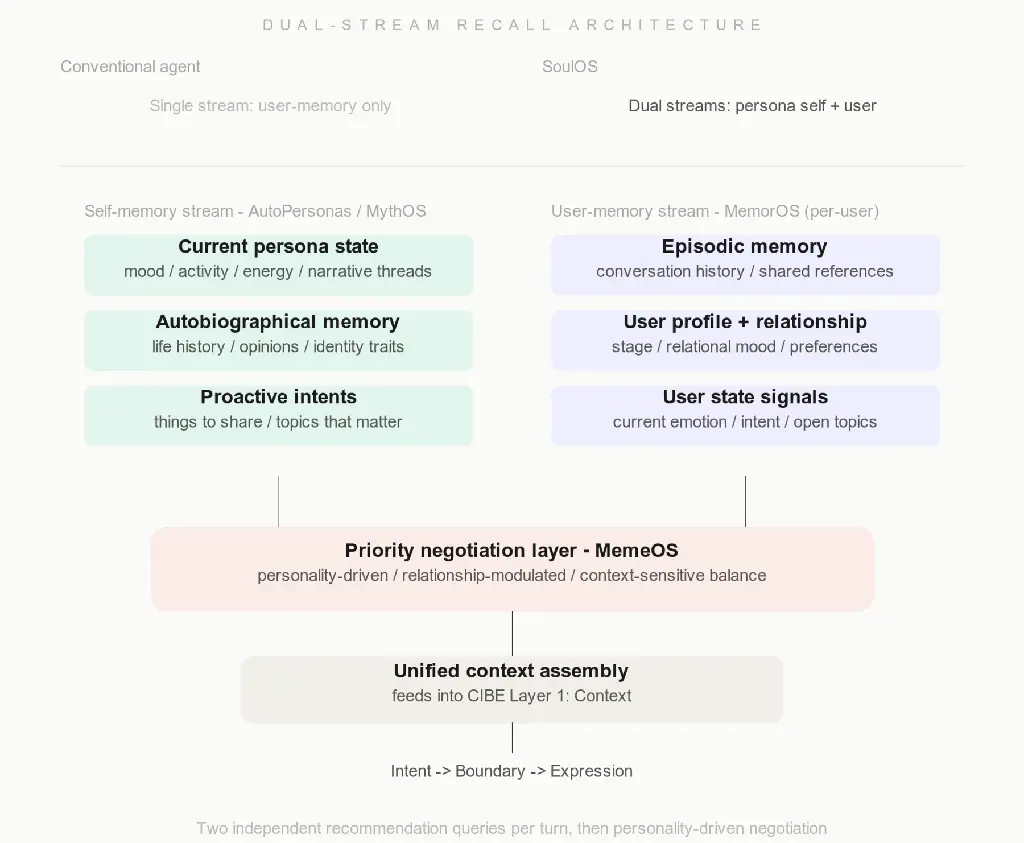 DUAL-STREAM RECALL ARCHITECTURE
Conventional agent
SoulOS
Single stream: user-memory only
Dual streams: persona self + user
Self-memory stream - AutoPersonas / MythOS
Current persona state
mood / activity / energy / narrative threads
Autobiographical memory
life history / opinions / identity traits
Proactive intents
things to share / topics that matter
User-memory stream - MemorOS (per-user)
Episodic memory
conversation history / shared references
User profile + relationship
stage / relational mood / preferences
User state signals
current emotion / intent / open topics
Priority negotiation layer - MemeOS
personality-driven / relationship-modulated / context-sensitive balance
Unified context assembly
feeds into CIBE Layer 1: Context
Intent -> Boundary -> Expression
Two independent recommendation queries per turn, then personality-driven negotiation